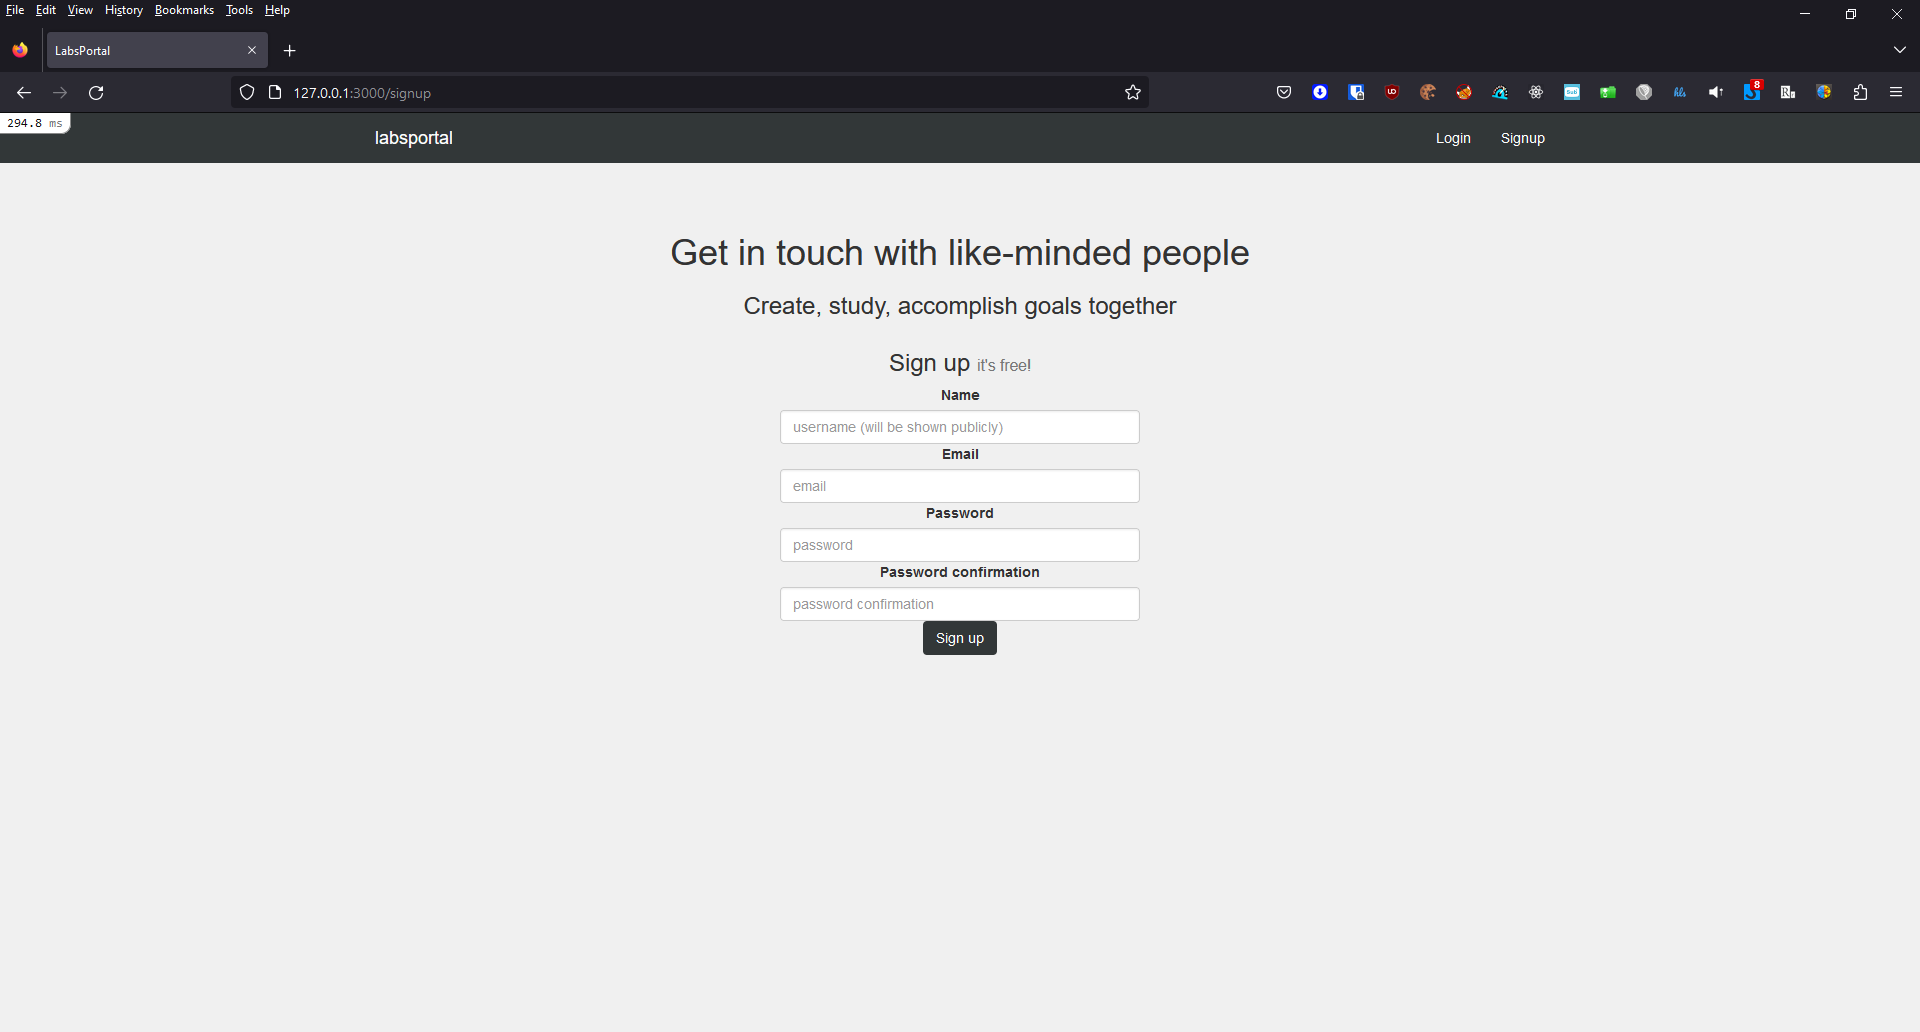 File Edit View History Bookmarks Tools Help
LabsPortal
127.0.0.1:3000/signup
294.8 ms
labsportal Login Signup
Get in touch with like-minded people
Create, study, accomplish goals together
Sign up it's free!
Name
username (will be shown publicly)
Email
email
Password
password
Password confirmation
password confirmation
Sign up